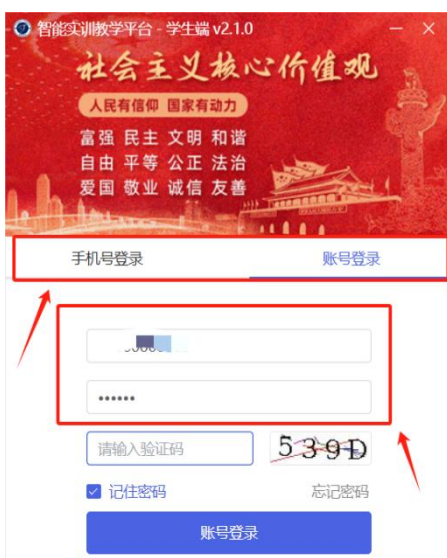 智能实训教学平台 - 学生端 v2.1.0
社会主义核心价值观
人民有信仰 国家有动力
富强 民主 文明 和谐
自由 平等 公正 法治
爱国 敬业 诚信 友善
手机号登录 账号登录
••••••
请输入验证码 539D
记住密码 忘记密码
账号登录